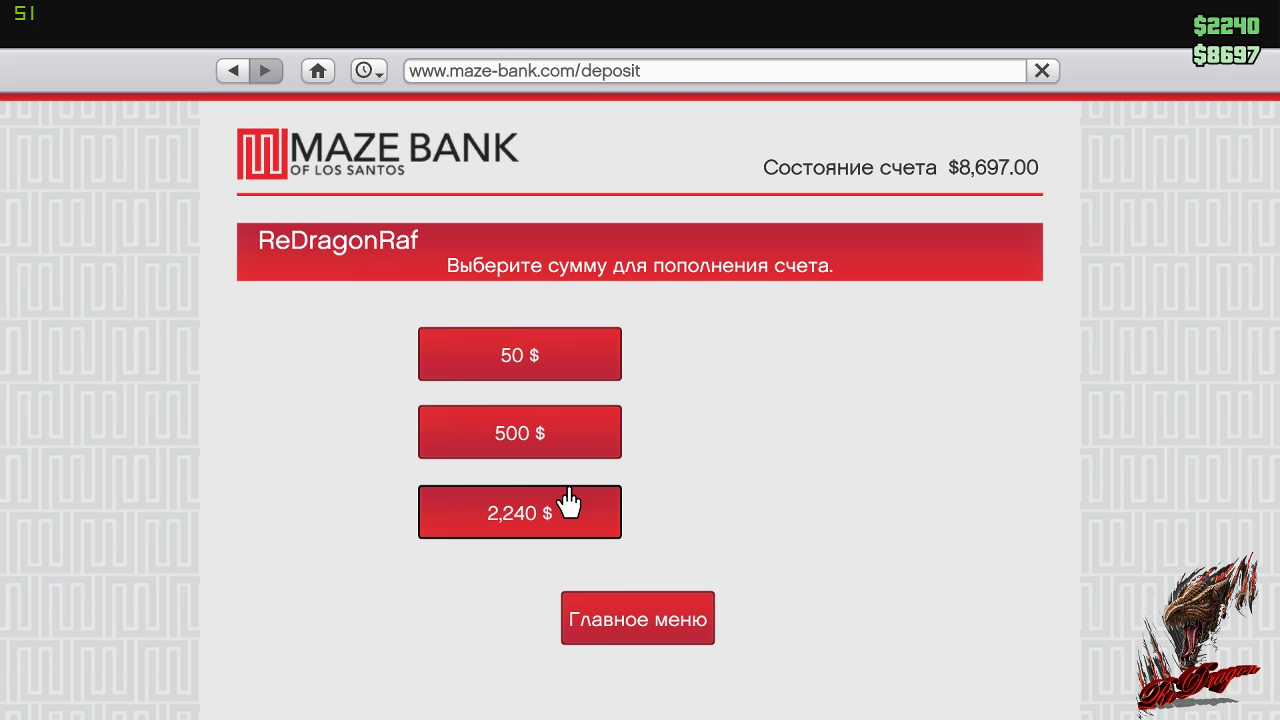 51
$2240
$8697
www.maze-bank.com/deposit
MAZE BANK
OF LOS SANTOS
Состояние счета $8,697.00
ReDragonRaf
Выберите сумму для пополнения счета.
50 $
500 $
2,240 $
Главное меню
ReDragon